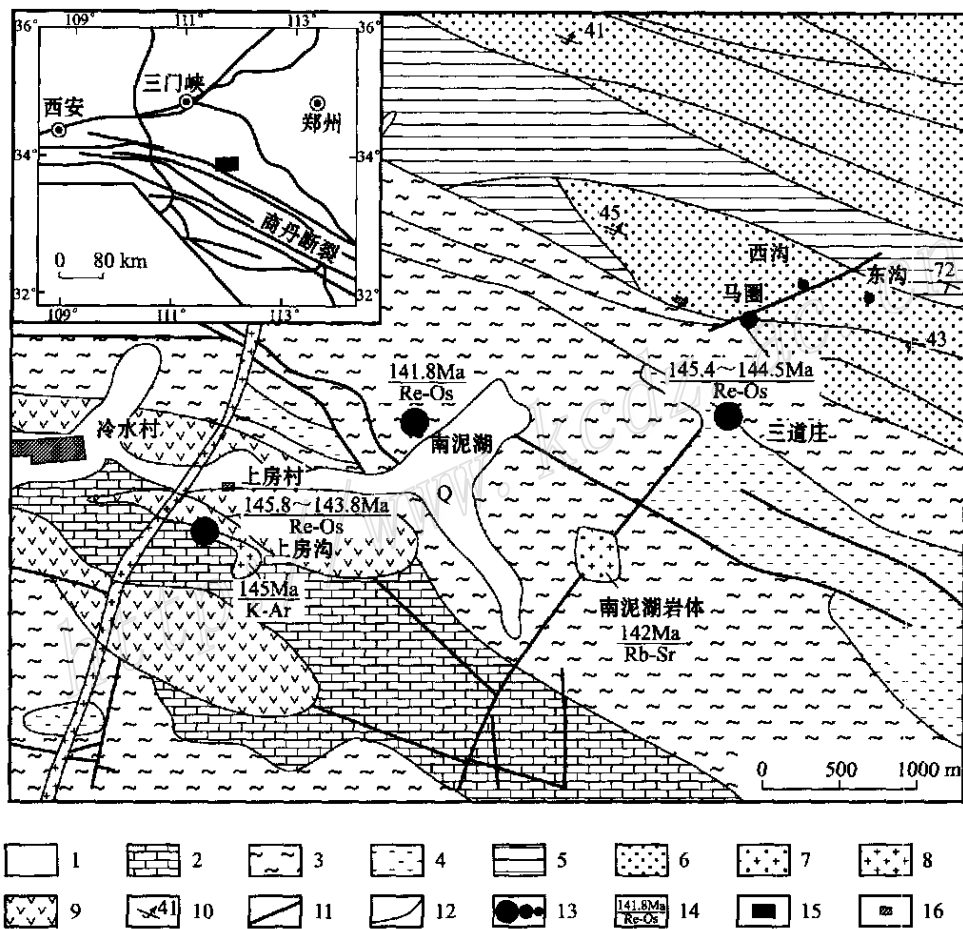 109°
111°
113°
36°
36°
三门峡
西安
郑州
34°
34°
商丹断裂
0 80 km
32°
32°
109°
111°
113°
41
45
西沟
东沟
72
马圈
43
141.8Ma
Re-Os
145.4～144.5Ma
Re-Os
冷水村
南泥湖
三道庄
上房村
Q
145.8～143.8Ma
Re-Os
上房沟
145Ma
K-Ar
南泥湖岩体
142Ma
Rb-Sr
0 500 1000 m
1 2 3 4 5 6 7 8
9 41 10 11 12 13 141.8Ma
Re-Os 14 15 16